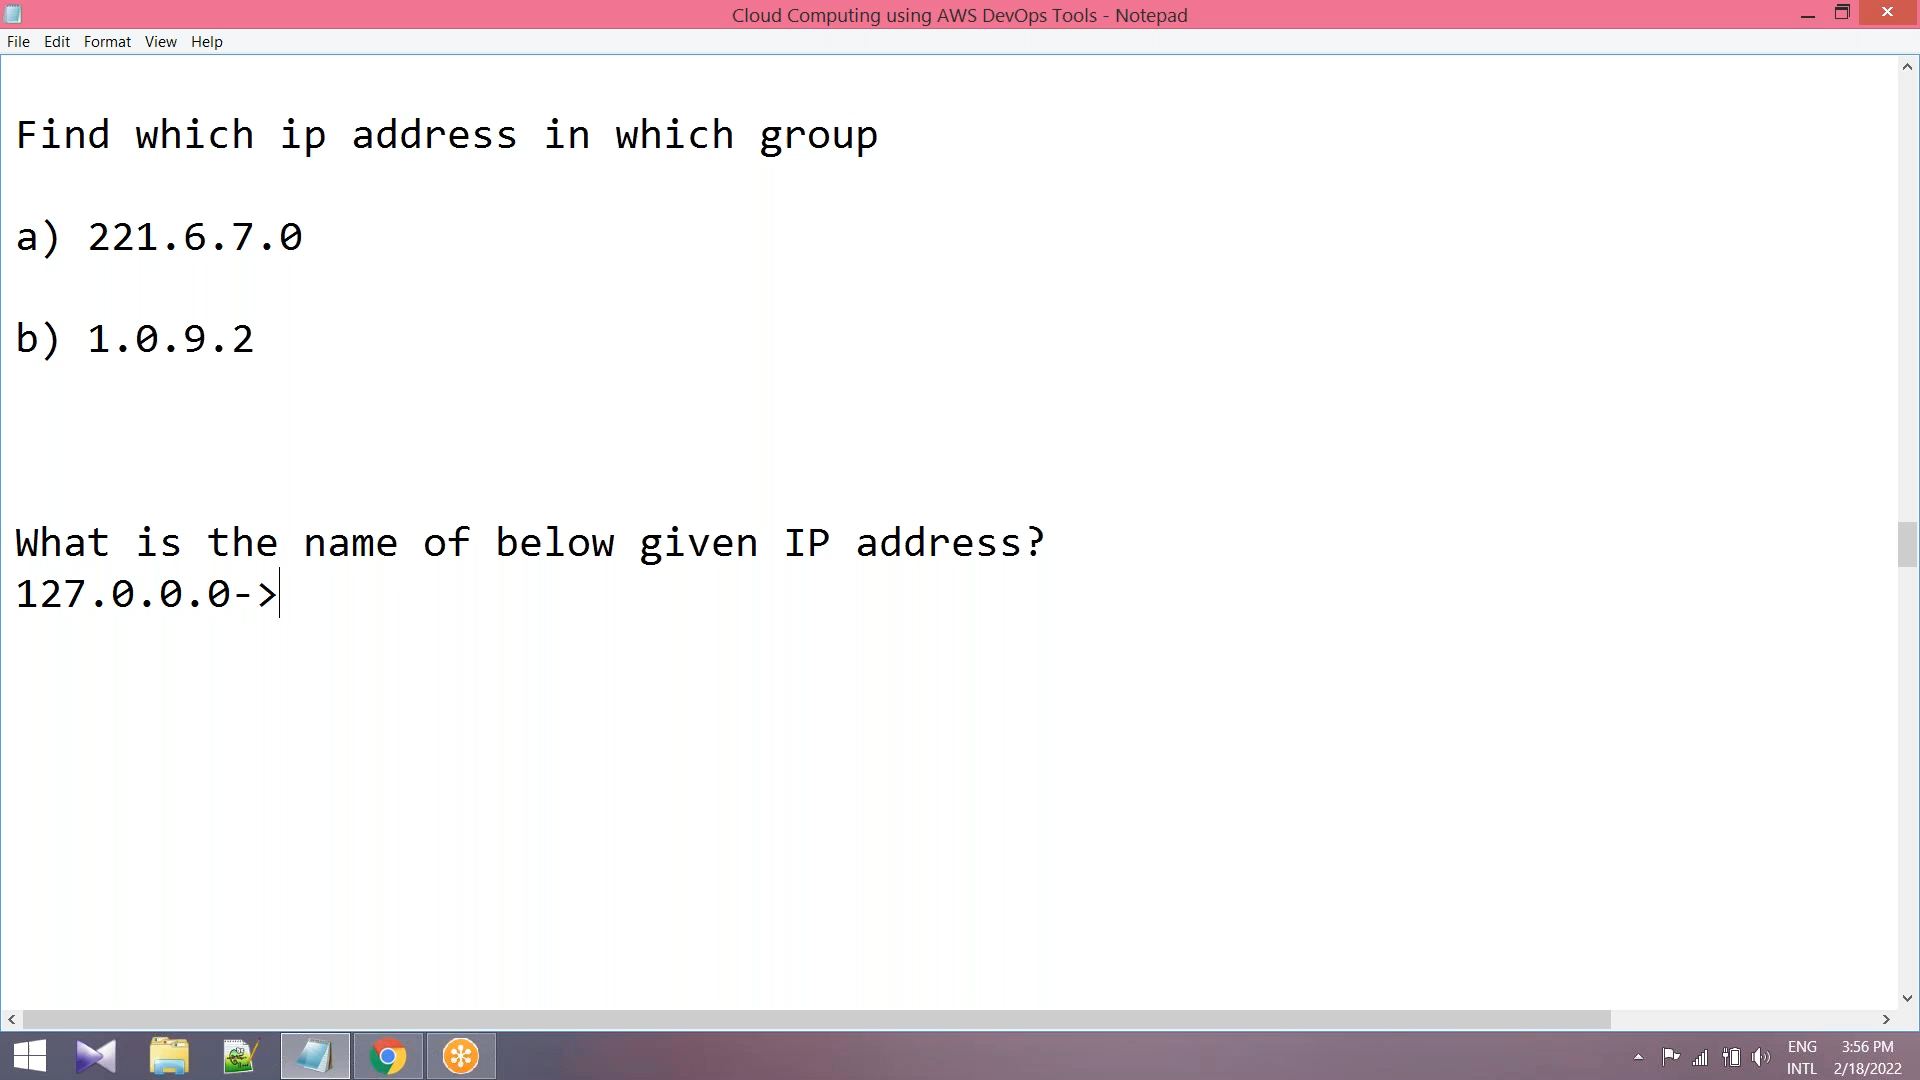 Cloud Computing using AWS DevOps Tools - Notepad
File Edit Format View Help
Find which ip address in which group
a) 221.6.7.0
b) 1.0.9.2
What is the name of below given IP address?
127.0.0.0->
ENG 3:56 PM
INTL 2/18/2022